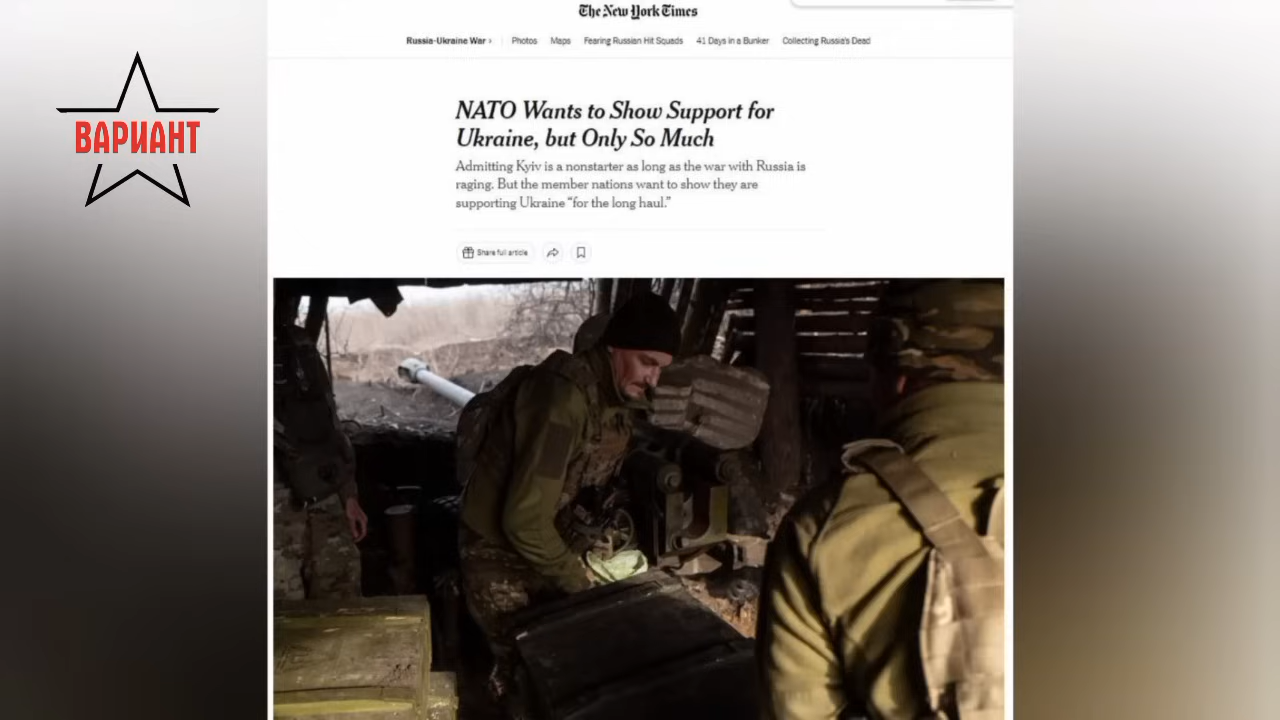 The New York Times
Russia-Ukraine War
Photos
Maps
Fearing Russian Hit Squads
41 Days in a Bunker
Collecting Russia's Dead
ВАРИАНТ
NATO Wants to Show Support for
Ukraine, but Only So Much
Admitting Kyiv is a nonstarter as long as the war with Russia is
raging. But the member nations want to show they are
supporting Ukraine “for the long haul.”
Share full article